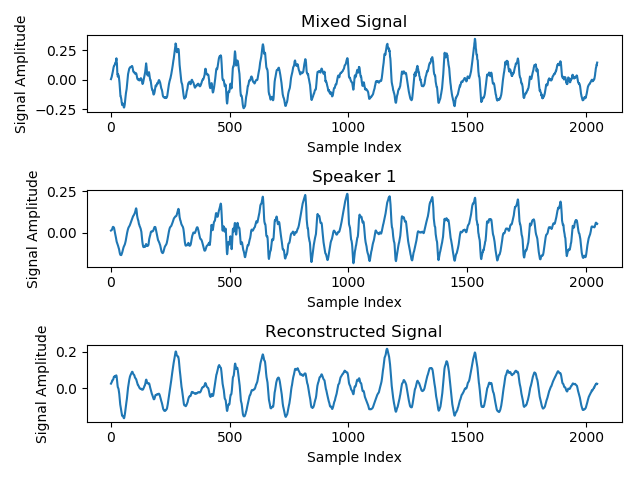 Mixed Signal
Signal Amplitude
0.25
0.00
−0.25
0 500 1000 1500 2000
Sample Index
Speaker 1
Signal Amplitude
0.25
0.00
0 500 1000 1500 2000
Sample Index
Reconstructed Signal
Signal Amplitude
0.2
0.0
0 500 1000 1500 2000
Sample Index